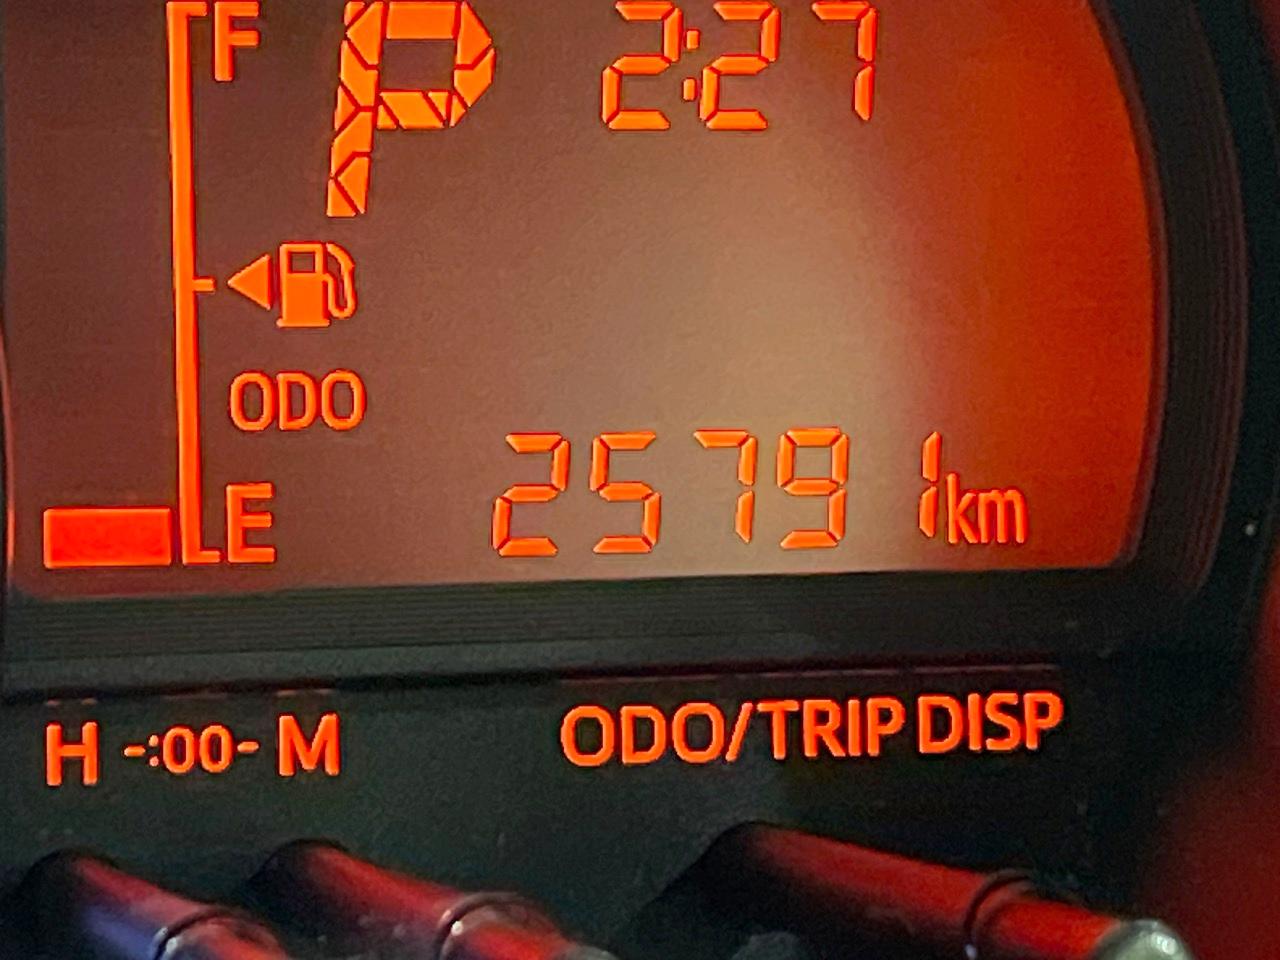 F P 2:27
ODO
E 25791 km
H -:00- M ODO/TRIP DISP